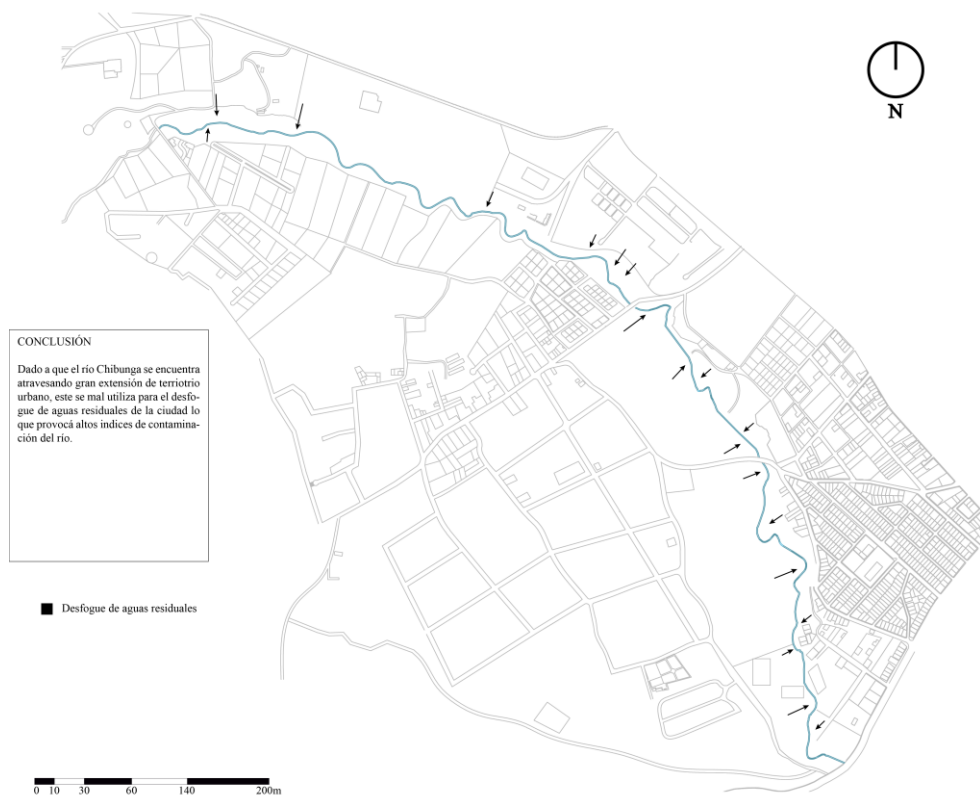 N
CONCLUSIÓN
Dado a que el río Chibunga se encuentra
atravesando gran extensión de terriotrio
urbano, este se mal utiliza para el desfo-
gue de aguas residuales de la ciudad lo
que provocá altos indices de contamina-
ción del río.
Desfogue de aguas residuales
0 10 30 60 140 200m